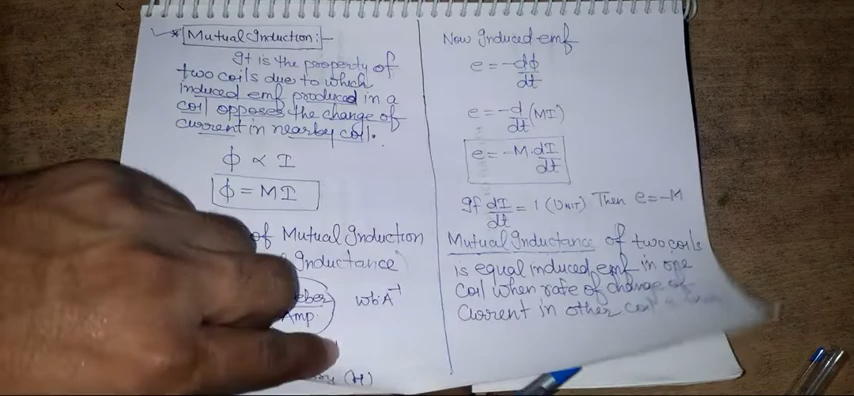 * Mutual Induction:-
It is the property of
two coils due to which
induced emf produced in a
coil opposes the change of
current in nearby coil.
ϕ ∝ I
ϕ = MI
of Mutual Induction
Inductance
Weber
Amp
wb.A⁻¹
(H)
Now Induced emf
e = -dϕ/dt
e = -d/dt (MI)
e = -M.dI/dt
If dI/dt = 1 (Unit) Then e = -M
Mutual Inductance of two coils
is equal induced emf in one
coil when rate of change of
current in other